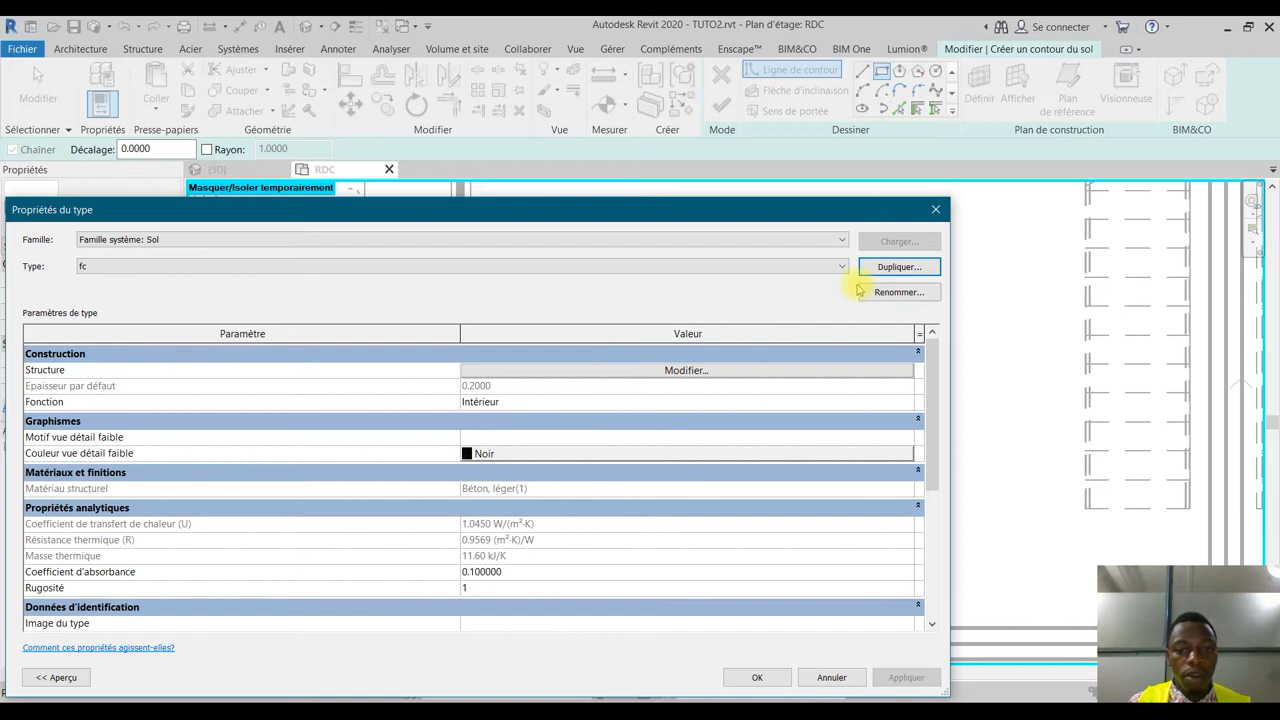 Autodesk Revit 2020 - TUTO2.rvt - Plan d'étage: RDC
Se connecter
Fichier Architecture Structure Acier Systèmes Insérer Annoter Analyser Volume et site Collaborer Vue Gérer Compléments Enscape™ BIM&CO BIM One Lumion® Modifier | Créer un contour du sol
Modifier
Coller
Ajuster
Couper
Attacher
Ligne de contour
Flèche d'inclinaison
Sens de portée
Définir Afficher Plan de référence Visionneuse
Sélectionner Propriétés Presse-papiers Géométrie Modifier Vue Mesurer Créer Mode Dessiner Plan de construction BIM&CO
Chaîner Décalage: 0.0000 Rayon: 1.0000
Propriétés
{3D} RDC
Masquer/Isoler temporairement
Propriétés du type
Famille: Famille système: Sol Charger...
Type: fc Dupliquer...
Renommer...
Paramètres de type
Paramètre Valeur =
Construction
Structure Modifier...
Epaisseur par défaut 0.2000
Fonction Intérieur
Graphismes
Motif vue détail faible
Couleur vue détail faible Noir
Matériaux et finitions
Matériau structurel Béton, léger(1)
Propriétés analytiques
Coefficient de transfert de chaleur (U) 1.0450 W/(m²·K)
Résistance thermique (R) 0.9569 (m²·K)/W
Masse thermique 11.60 kJ/K
Coefficient d'absorbance 0.100000
Rugosité 1
Données d'identification
Image du type
Comment ces propriétés agissent-elles?
<< Aperçu OK Annuler Appliquer